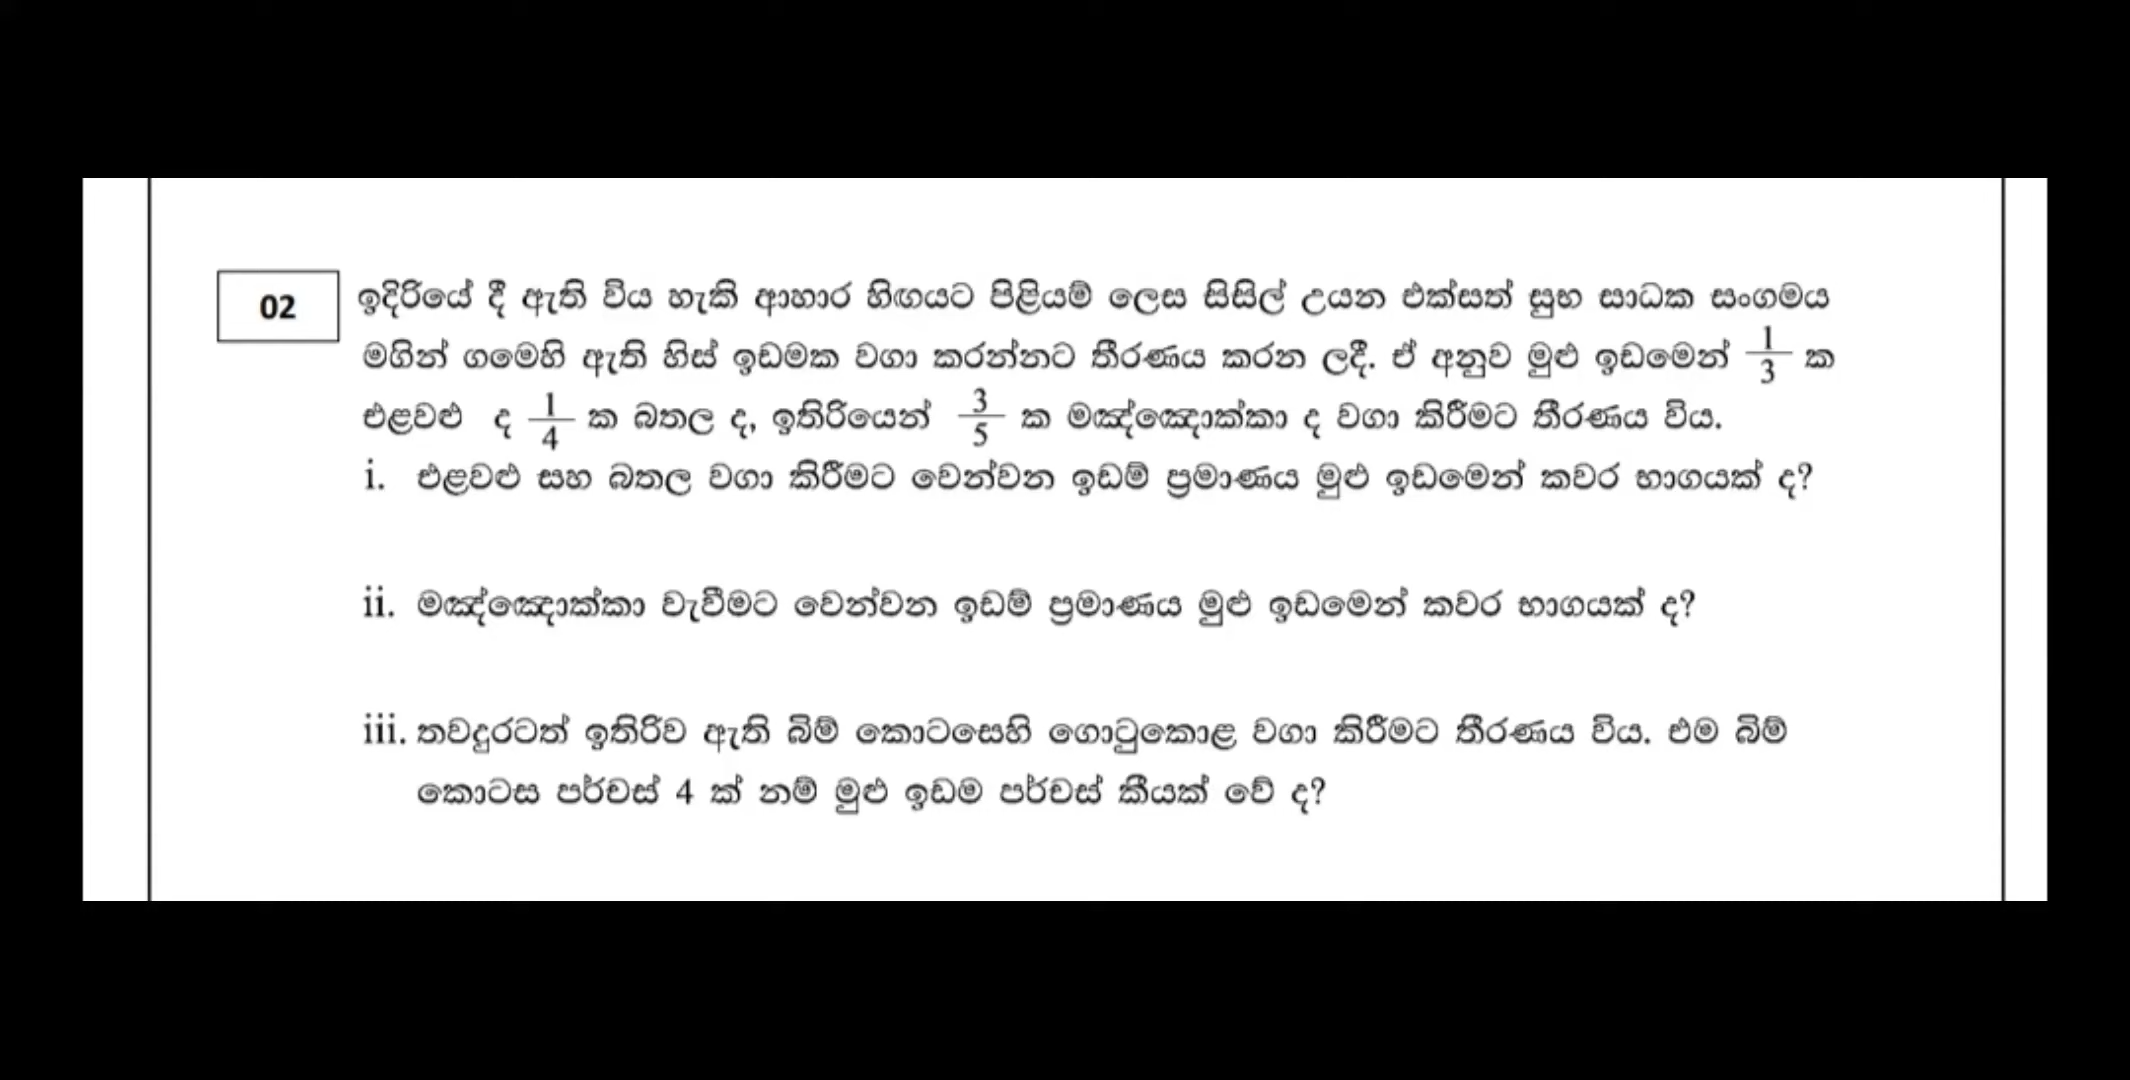 02 ඉදිරියේ දී ඇති විය හැකි ආහාර හිඟයට පිළියම් ලෙස සිසිල් උයන එක්සත් සුභ සාධක සංගමය
මගින් ගමෙහි ඇති හිස් ඉඩමක වගා කරන්නට තීරණය කරන ලදී. ඒ අනුව මුළු ඉඩමෙන් 1/3 ක
එළවළු ද 1/4 ක බතල ද, ඉතිරියෙන් 3/5 ක මඤ්ඤොක්කා ද වගා කිරීමට තීරණය විය.
i. එළවළු සහ බතල වගා කිරීමට වෙන්වන ඉඩම් ප්‍රමාණය මුළු ඉඩමෙන් කවර භාගයක් ද?
ii. මඤ්ඤොක්කා වැවීමට වෙන්වන ඉඩම් ප්‍රමාණය මුළු ඉඩමෙන් කවර භාගයක් ද?
iii. තවදුරටත් ඉතිරිව ඇති බිම් කොටසෙහි ගොටුකොළ වගා කිරීමට තීරණය විය. එම බිම්
කොටස පර්චස් 4 ක් නම් මුළු ඉඩම පර්චස් කීයක් වේ ද?